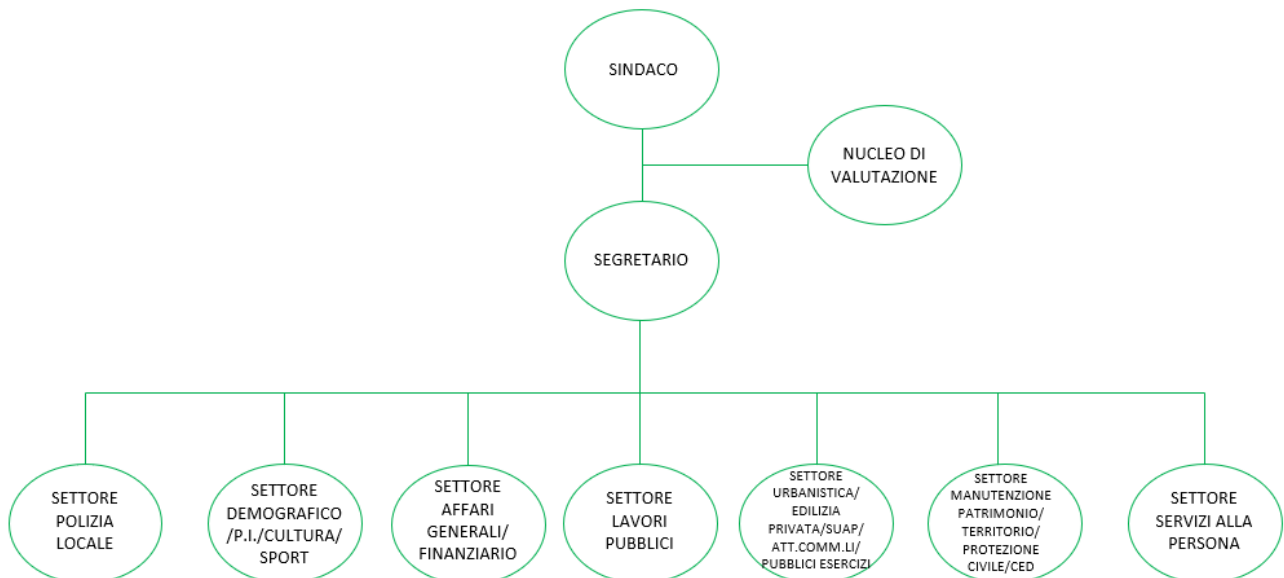 SINDACO
NUCLEO DI
VALUTAZIONE
SEGRETARIO
SETTORE
POLIZIA
LOCALE
SETTORE
DEMOGRAFICO
/P.I./CULTURA/
SPORT
SETTORE
AFFARI
GENERALI/
FINANZIARIO
SETTORE
LAVORI
PUBBLICI
SETTORE
URBANISTICA/
EDILIZIA
PRIVATA/SUAP/
ATT.COMM.LI/
PUBBLICI ESERCIZI
SETTORE
MANUTENZIONE
PATRIMONIO/
TERRITORIO/
PROTEZIONE
CIVILE/CED
SETTORE
SERVIZI ALLA
PERSONA